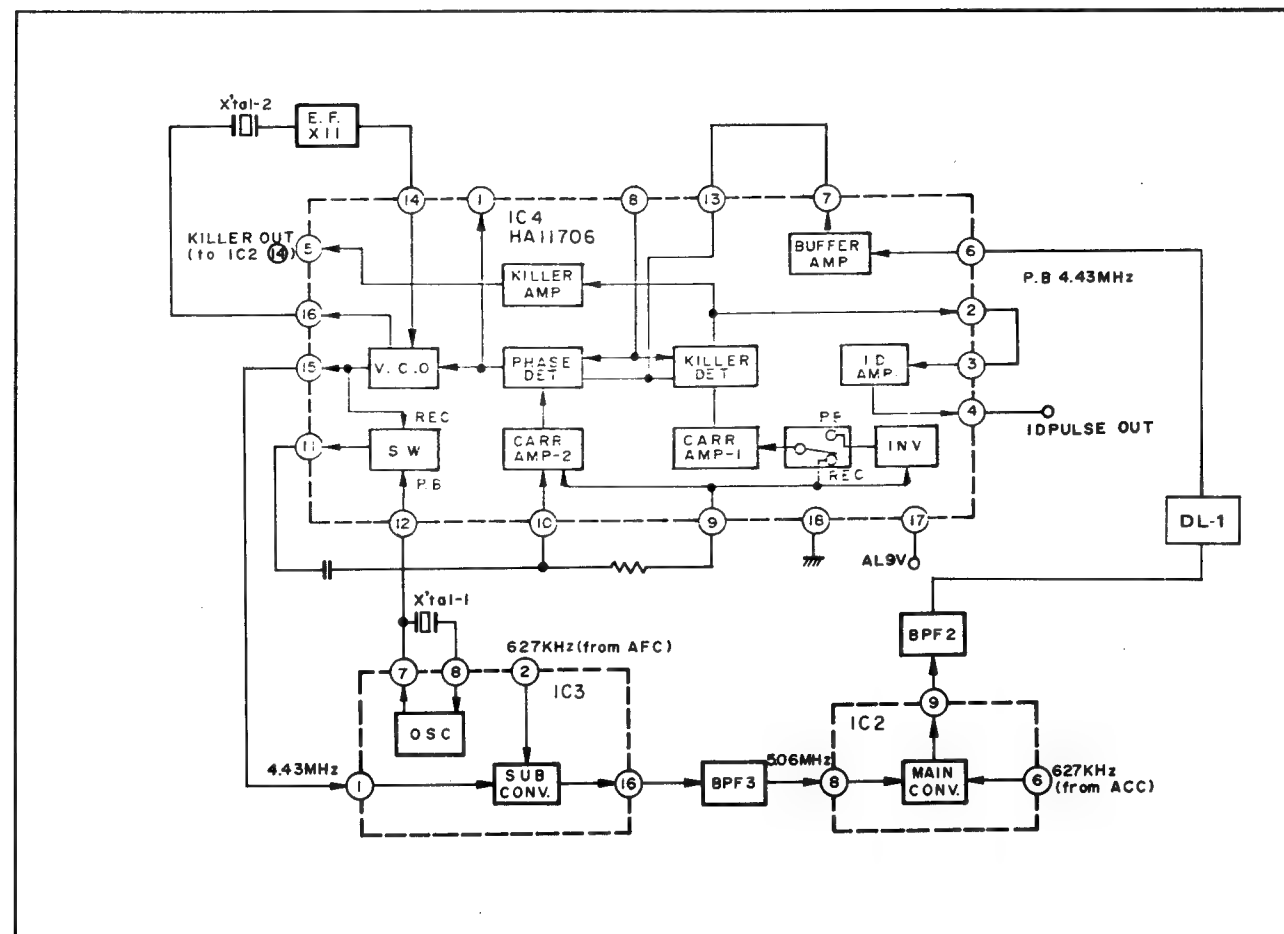 X'tal-2
E.F.
X11
14
1
8
13
7
IC4
HA11706
KILLER OUT
(to IC2 14)
5
BUFFER
AMP
6
P.B 4.43MHz
KILLER
AMP
16
2
15
V.C.O
PHASE
DET
KILLER
DET
I D
AMP
3
4
IDPULSE OUT
REC
11
SW
P.B
CARR
AMP-2
CARR
AMP-1
P.B
REC
INV
12
10
9
18
17
AL9V
DL-1
X'tal-1
627KHz(from AFC)
7
8
2
IC3
OSC
4.43MHz
1
SUB
CONV.
16
BPF3
5.06MHz
BPF2
9
IC2
8
MAIN
CONV.
6
627KHz
(from ACC)